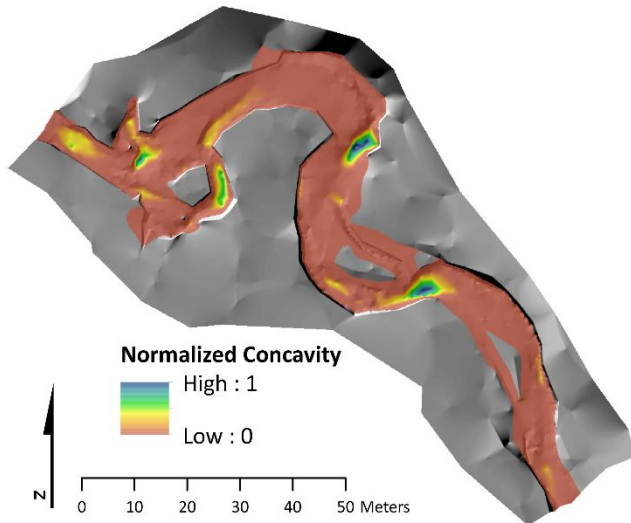 Normalized Concavity
High : 1
Low : 0
N
0 10 20 30 40 50 Meters